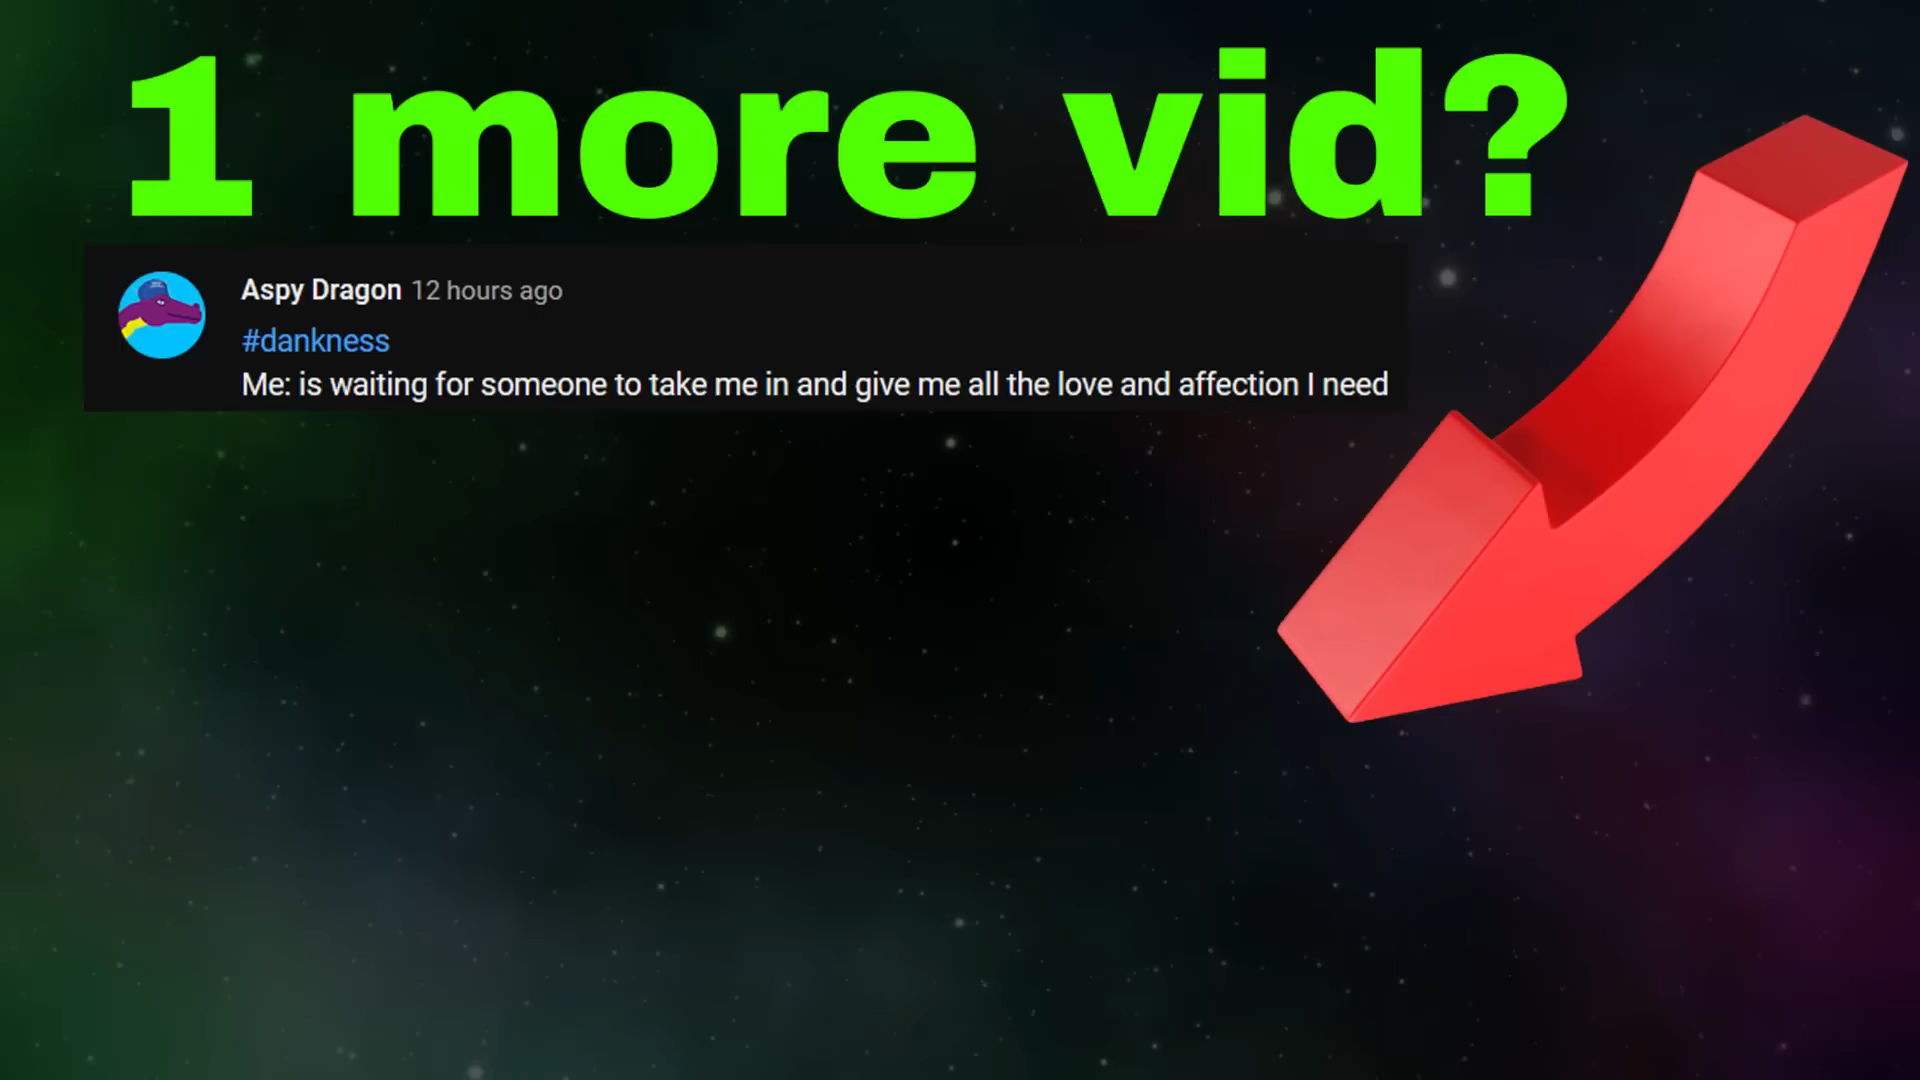 1 more vid?
Aspy Dragon 12 hours ago
#dankness
Me: is waiting for someone to take me in and give me all the love and affection I need